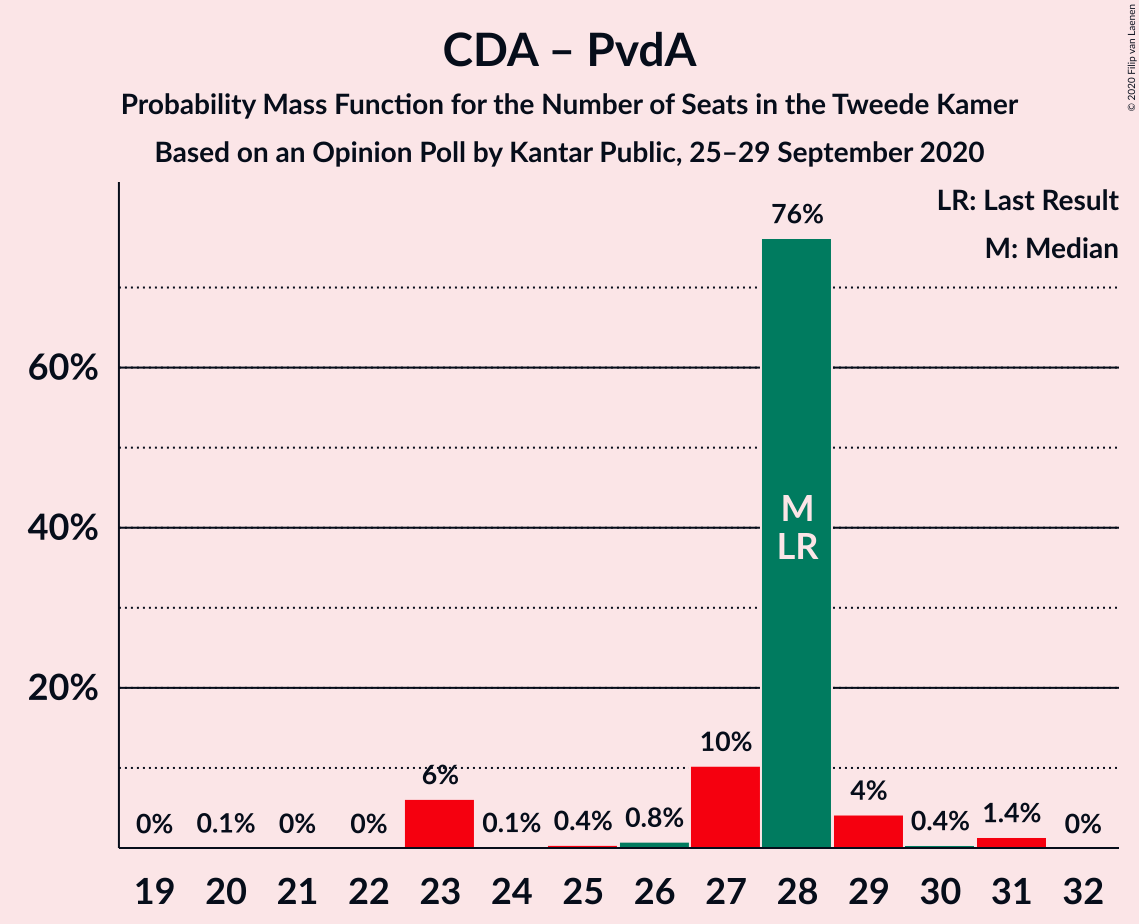 CDA – PvdA
Probability Mass Function for the Number of Seats in the Tweede Kamer
Based on an Opinion Poll by Kantar Public, 25–29 September 2020
© 2020 Filip van Laenen
LR: Last Result
M: Median
76%
60%
40%
20%
M
LR
0% 0.1% 0% 0% 6% 0.1% 0.4% 0.8% 10% 4% 0.4% 1.4% 0%
19 20 21 22 23 24 25 26 27 28 29 30 31 32